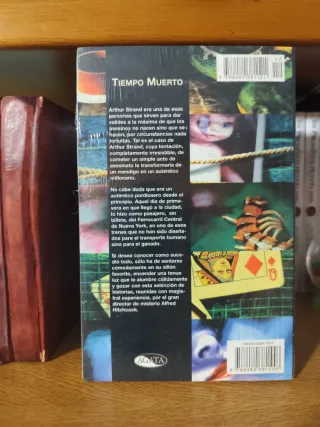 TIEMPO MUERTO
Arthur Strand era uno de esas
personas que sirven para dar
validez a la máxima de que los
asesinos no nacen sino que se
hacen, por circunstancias nada
fortuitas. Tal es el caso de
Arthur Strand, cuya tentación,
completamente irresistible, de
cometer un simple acto de
asesinato le transformaría de
un mendigo en un auténtico
millonario.
No cabe duda que era un
auténtico pordiosero desde el
principio. Aquel día de prima-
vera en que llegó a la ciudad,
lo hizo como pasajero, sin
billete, del Ferrocarril Central
de Nueva York, en uno de esos
trenes que no han sido diseña-
dos para el transporte humano
sino para el ganado.
Si desea conocer como suce-
dió todo, sólo ha de sentarse
cómodamente en su sillón
favorito, encender una tenue
luz que le alumbre cálidamente
y gozar con esta selección de
historias, reunidas con magis-
tral experiencia, por el gran
director de misterio Alfred
Hitchcock.
AGATA